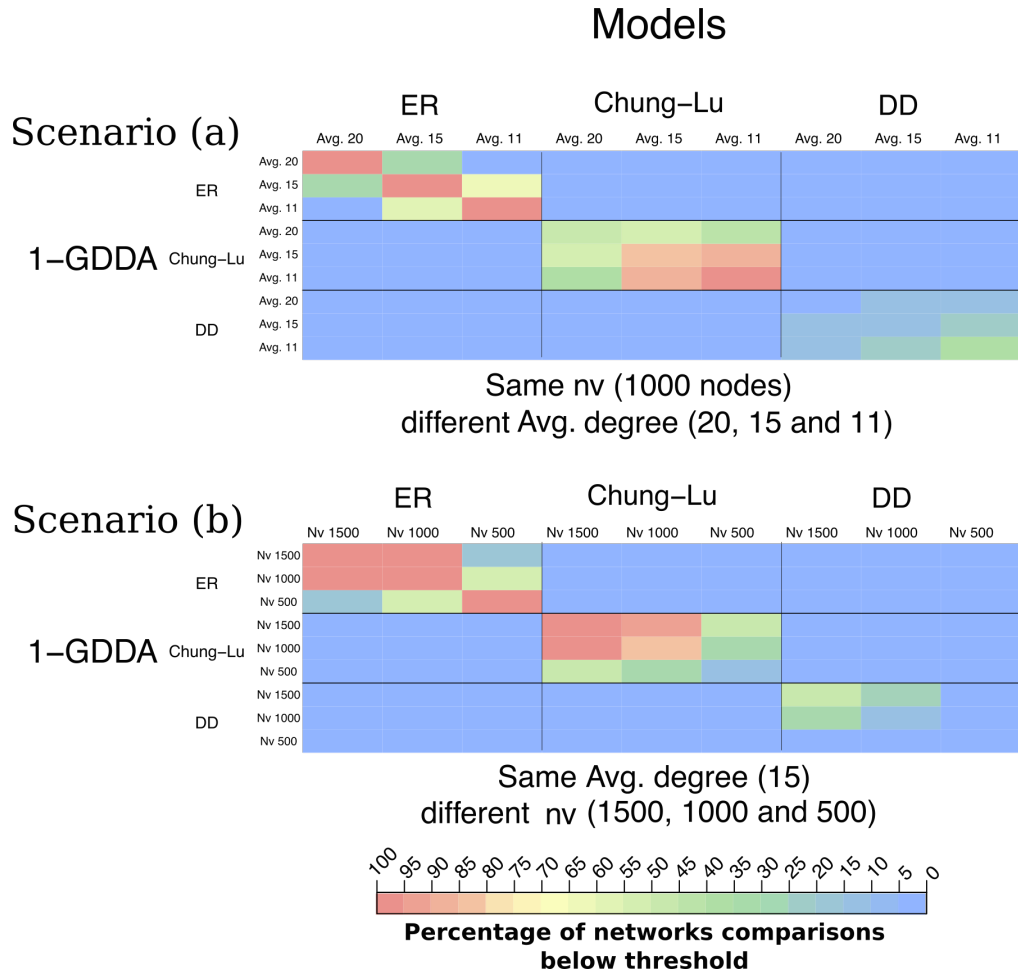 Models
ER Chung–Lu DD
Scenario (a)
Avg. 20 Avg. 15 Avg. 11 Avg. 20 Avg. 15 Avg. 11 Avg. 20 Avg. 15 Avg. 11
Avg. 20
ER Avg. 15
Avg. 11
Avg. 20
1–GDDA Chung–Lu Avg. 15
Avg. 11
Avg. 20
DD Avg. 15
Avg. 11
Same nv (1000 nodes)
different Avg. degree (20, 15 and 11)
ER Chung–Lu DD
Scenario (b)
Nv 1500 Nv 1000 Nv 500 Nv 1500 Nv 1000 Nv 500 Nv 1500 Nv 1000 Nv 500
Nv 1500
ER Nv 1000
Nv 500
Nv 1500
1–GDDA Chung–Lu Nv 1000
Nv 500
Nv 1500
DD Nv 1000
Nv 500
Same Avg. degree (15)
different nv (1500, 1000 and 500)
100 95 90 85 80 75 70 65 60 55 50 45 40 35 30 25 20 15 10 5 0
Percentage of networks comparisons
below threshold